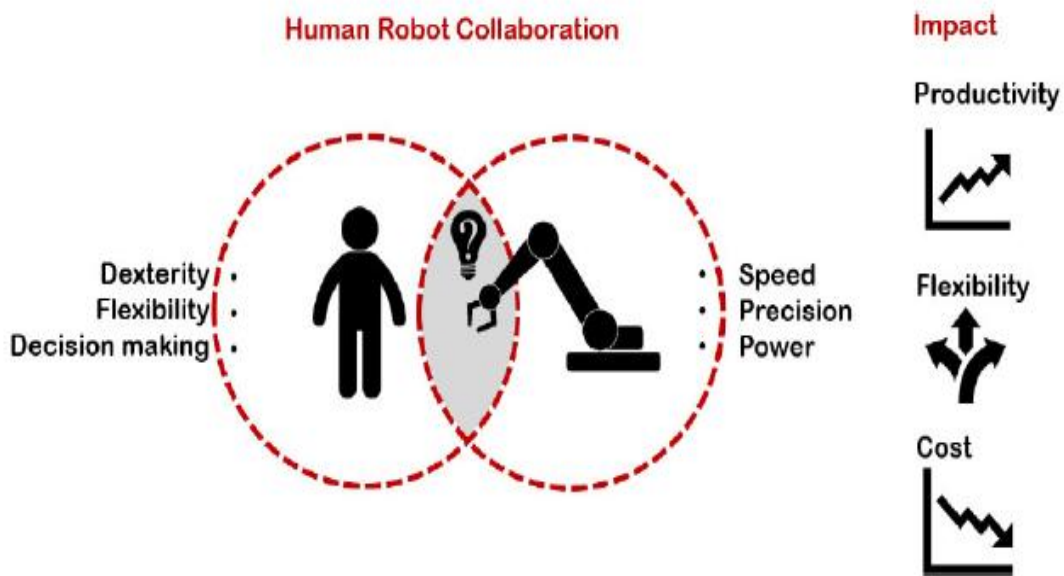 Human Robot Collaboration
Dexterity
Flexibility
Decision making
Speed
Precision
Power
Impact
Productivity
Flexibility
Cost